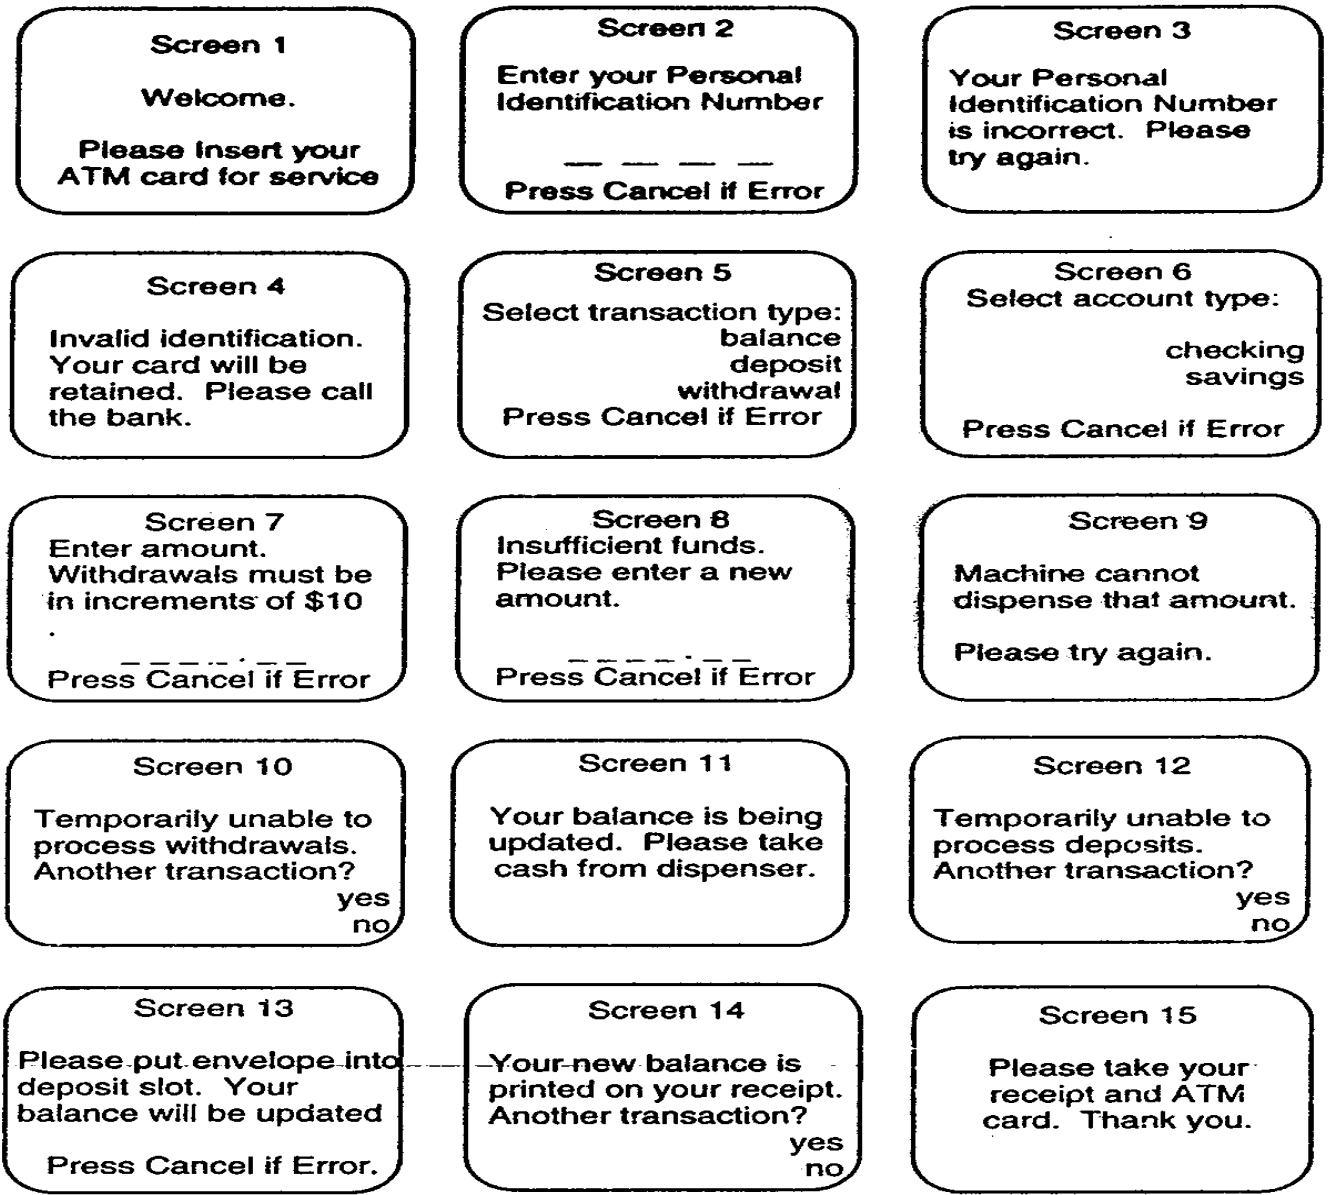 Screen 1
Welcome.
Please Insert your
ATM card for service
Screen 2
Enter your Personal
Identification Number
_ _ _ _
Press Cancel if Error
Screen 3
Your Personal
Identification Number
is incorrect. Please
try again.
Screen 4
Invalid identification.
Your card will be
retained. Please call
the bank.
Screen 5
Select transaction type:
balance
deposit
withdrawal
Press Cancel if Error
Screen 6
Select account type:
checking
savings
Press Cancel if Error
Screen 7
Enter amount.
Withdrawals must be
in increments of $10
_ _ _ _ . _ _
Press Cancel if Error
Screen 8
Insufficient funds.
Please enter a new
amount.
_ _ _ _ . _ _
Press Cancel if Error
Screen 9
Machine cannot
dispense that amount.
Please try again.
Screen 10
Temporarily unable to
process withdrawals.
Another transaction?
yes
no
Screen 11
Your balance is being
updated. Please take
cash from dispenser.
Screen 12
Temporarily unable to
process deposits.
Another transaction?
yes
no
Screen 13
Please put envelope into
deposit slot. Your
balance will be updated
Press Cancel if Error.
Screen 14
Your new balance is
printed on your receipt.
Another transaction?
yes
no
Screen 15
Please take your
receipt and ATM
card. Thank you.